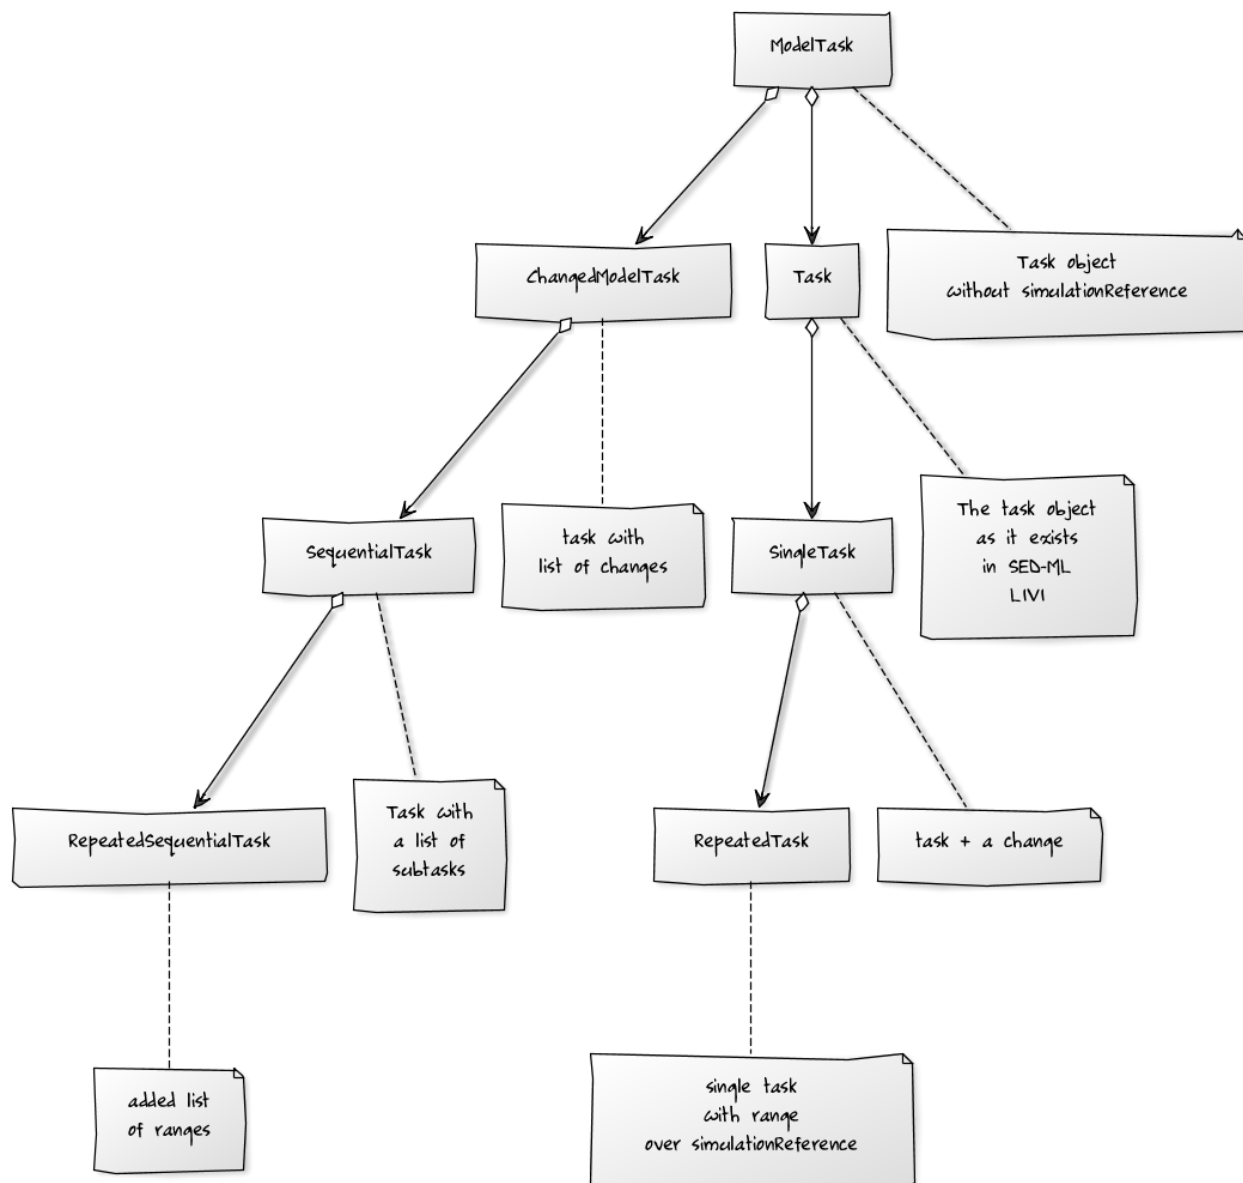 ModelTask
ChangedModelTask
Task
Task object
without simulationReference
SequentialTask
task with
list of changes
SingleTask
The task object
as it exists
in SED-ML
L1V1
RepeatedSequentialTask
Task with
a list of
subtasks
RepeatedTask
task + a change
added list
of ranges
single task
with range
over simulationReference